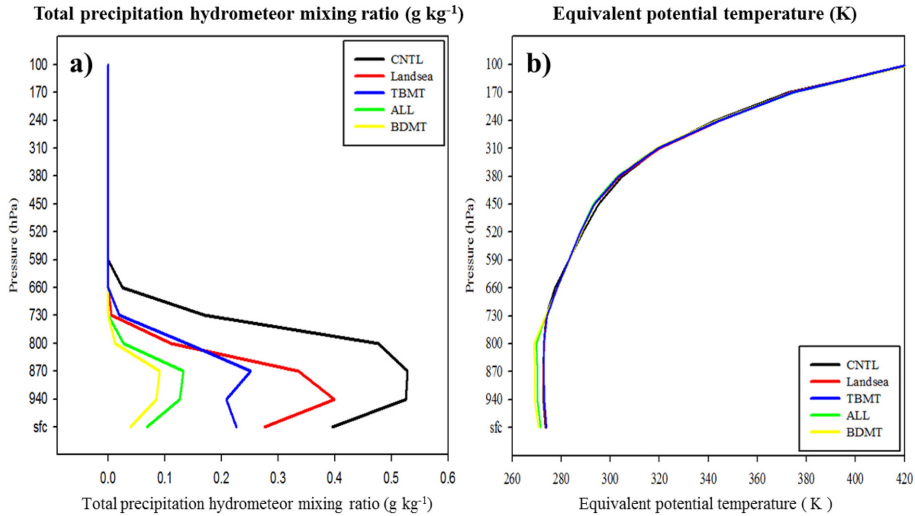 Total precipitation hydrometeor mixing ratio (g kg⁻¹)
a)
CNTL
Landsea
TBMT
ALL
BDMT
Pressure (hPa)
100
170
240
310
380
450
520
590
660
730
800
870
940
sfc
0.0 0.1 0.2 0.3 0.4 0.5 0.6
Total precipitation hydrometeor mixing ratio (g kg⁻¹)
Equivalent potential temperature (K)
b)
Pressure (hPa)
100
170
240
310
380
450
520
590
660
730
800
870
940
sfc
CNTL
Landsea
TBMT
ALL
BDMT
260 280 300 320 340 360 380 400 420
Equivalent potential temperature ( K )